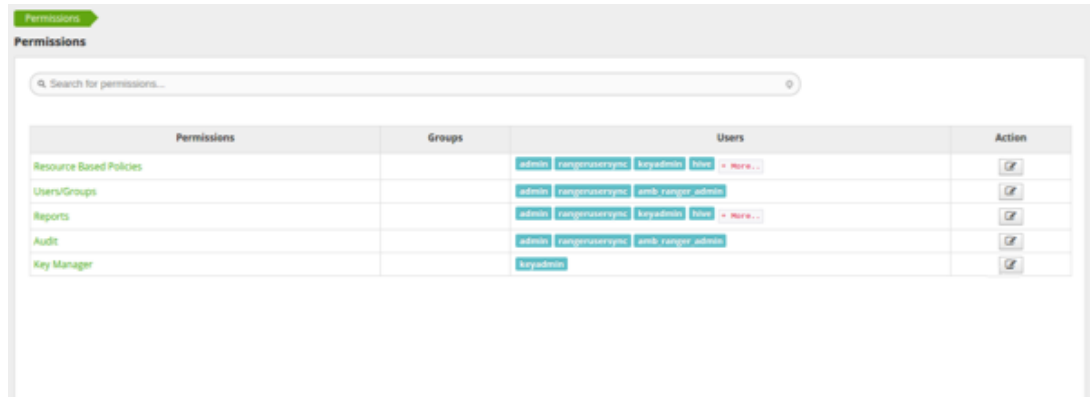 Permissions
Permissions
Search for permissions...
Permissions Groups Users Action
Resource Based Policies admin rangerusersync keyadmin hive + More..
Users/Groups admin rangerusersync amb_ranger_admin
Reports admin rangerusersync keyadmin hive + More..
Audit admin rangerusersync amb_ranger_admin
Key Manager keyadmin